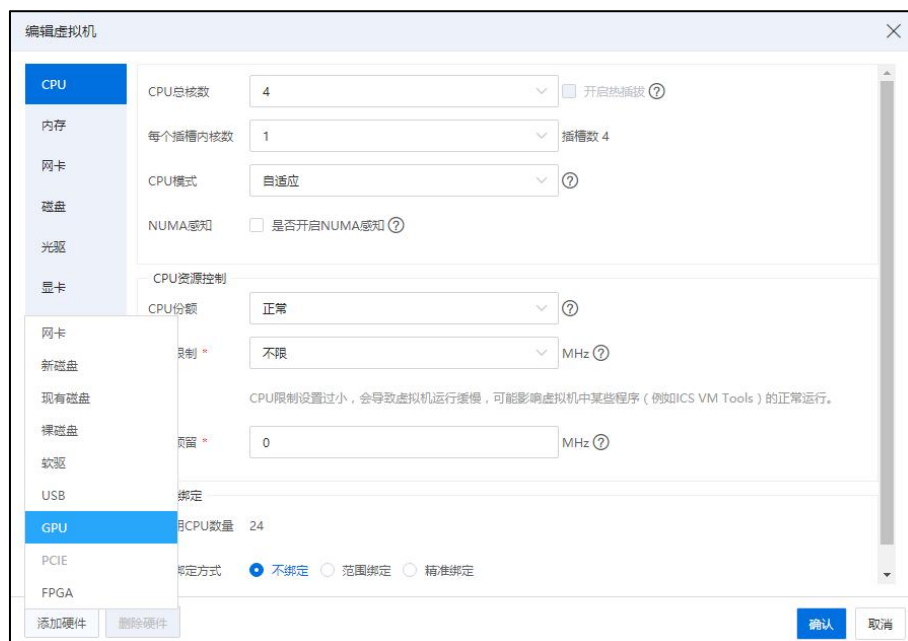 编辑虚拟机
CPU
内存
网卡
磁盘
光驱
显卡
CPU总核数 4 开启热插拔 ?
每个插槽内核数 1 插槽数 4
CPU模式 自适应 ?
NUMA感知 是否开启NUMA感知 ?
CPU资源控制
CPU份额 正常 ?
限制 * 不限 MHz ?
CPU限制设置过小，会导致虚拟机运行缓慢，可能影响虚拟机中某些程序（例如ICS VM Tools）的正常运行。
预留 * 0 MHz ?
绑定
用CPU数量 24
绑定方式 不绑定 范围绑定 精准绑定
网卡
新磁盘
现有磁盘
裸磁盘
软驱
USB
GPU
PCIE
FPGA
添加硬件 删除硬件 确认 取消